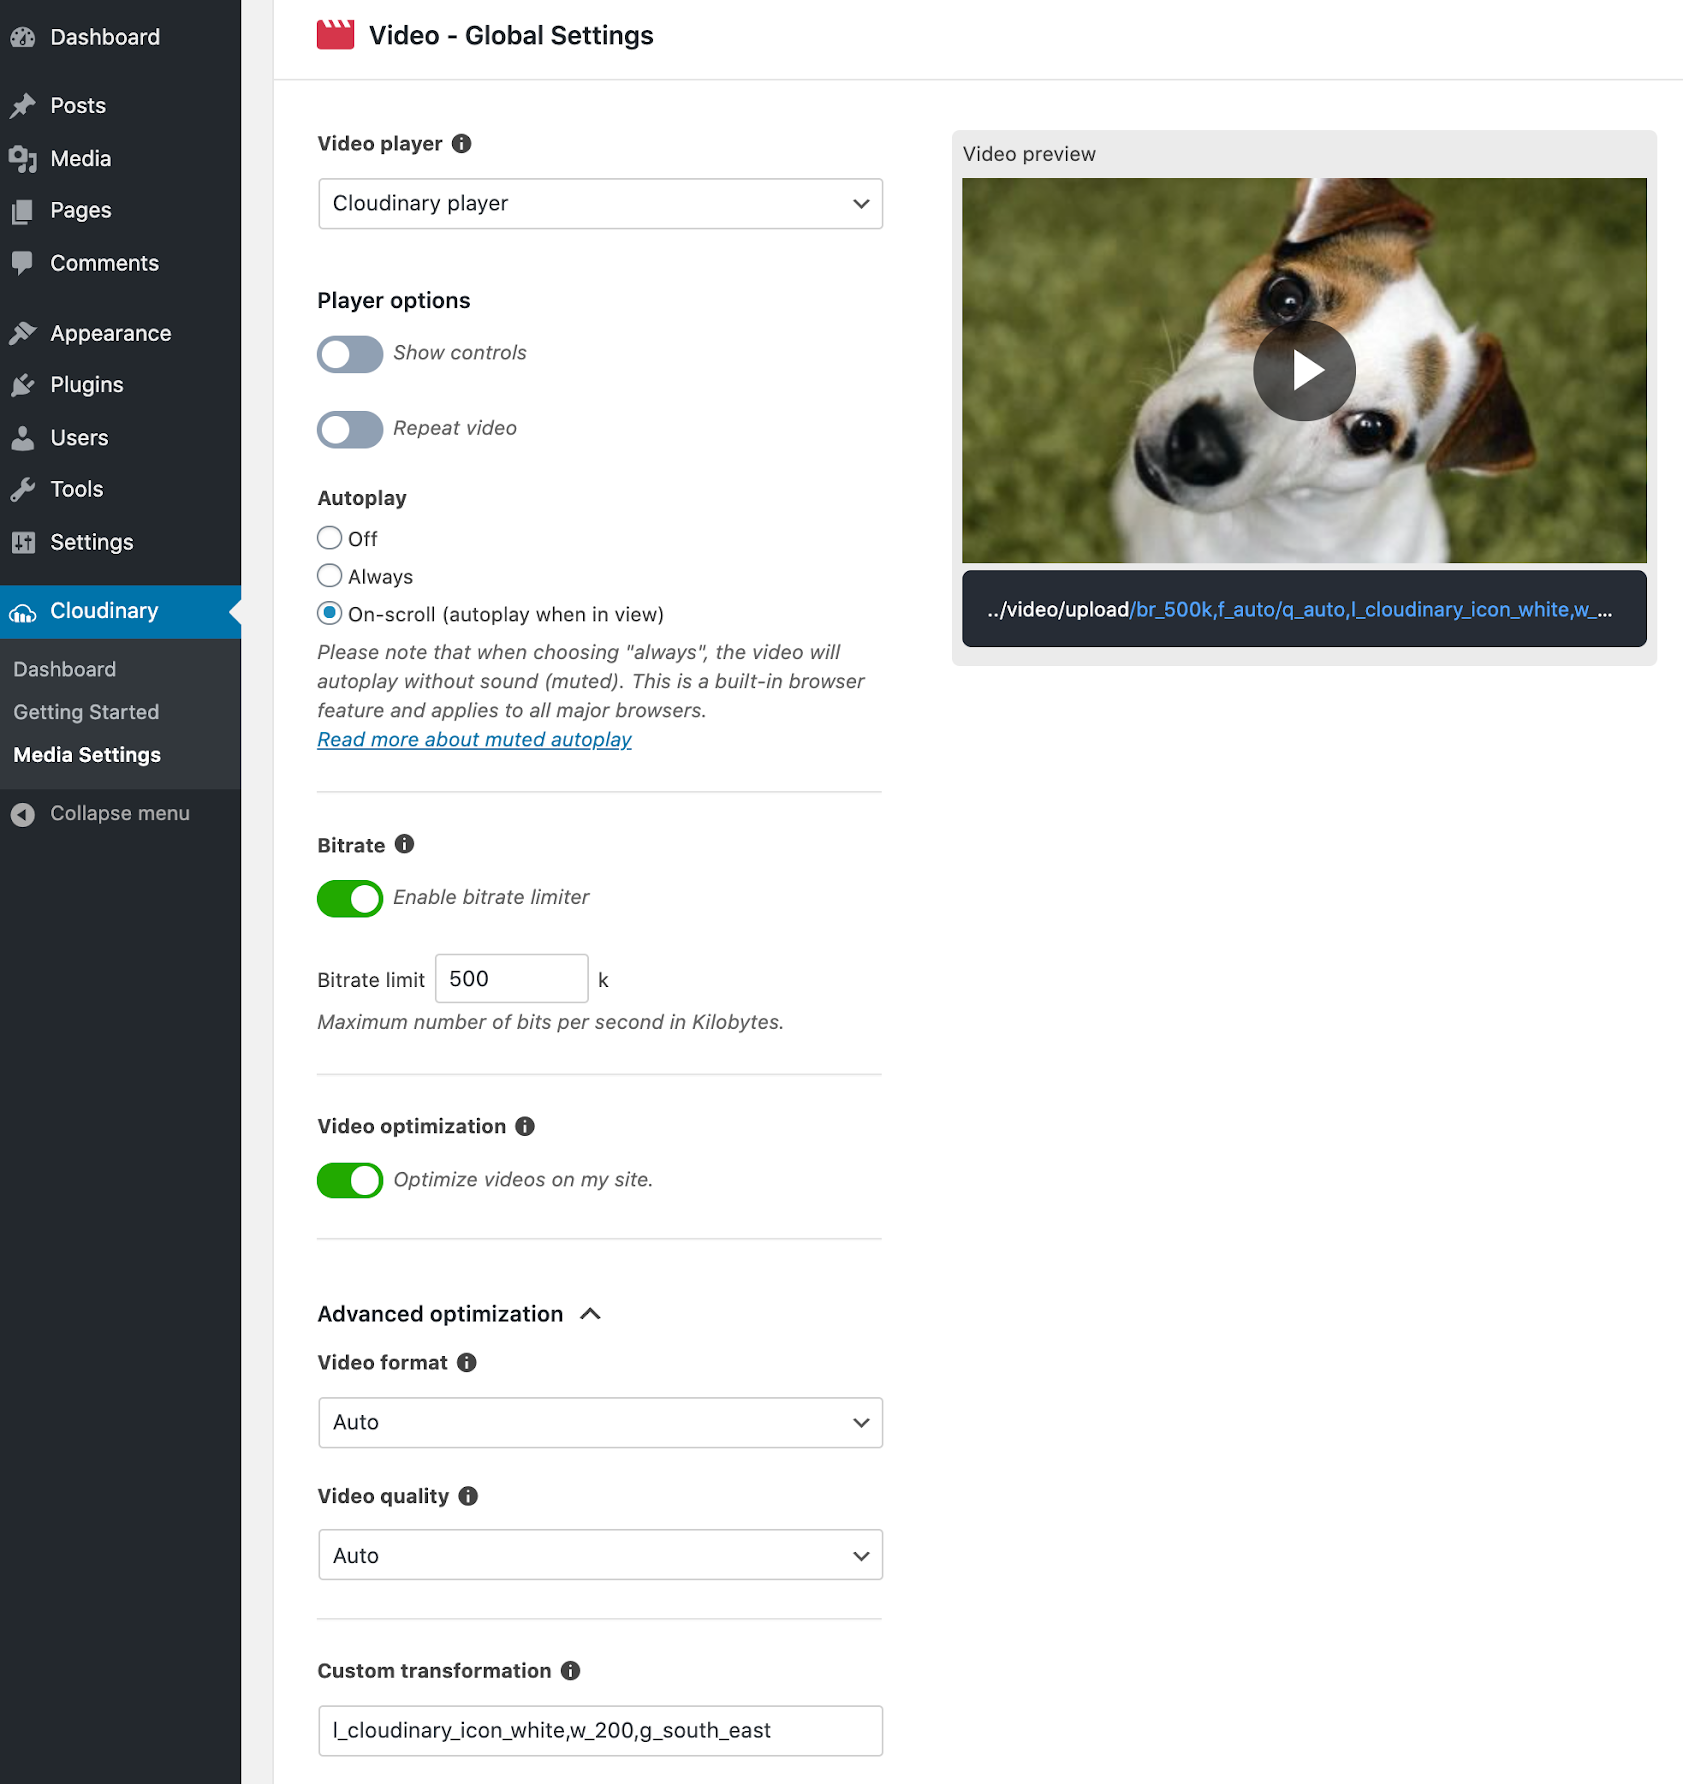 Dashboard
Posts
Media
Pages
Comments
Appearance
Plugins
Users
Tools
Settings
Cloudinary
Dashboard
Getting Started
Media Settings
Collapse menu
Video - Global Settings
Video player
Cloudinary player
Player options
Show controls
Repeat video
Autoplay
Off
Always
On-scroll (autoplay when in view)
Please note that when choosing "always", the video will
autoplay without sound (muted). This is a built-in browser
feature and applies to all major browsers.
Read more about muted autoplay
Bitrate
Enable bitrate limiter
Bitrate limit 500 k
Maximum number of bits per second in Kilobytes.
Video optimization
Optimize videos on my site.
Advanced optimization
Video format
Auto
Video quality
Auto
Custom transformation
l_cloudinary_icon_white,w_200,g_south_east
Video preview
../video/upload/br_500k,f_auto/q_auto,l_cloudinary_icon_white,w_...